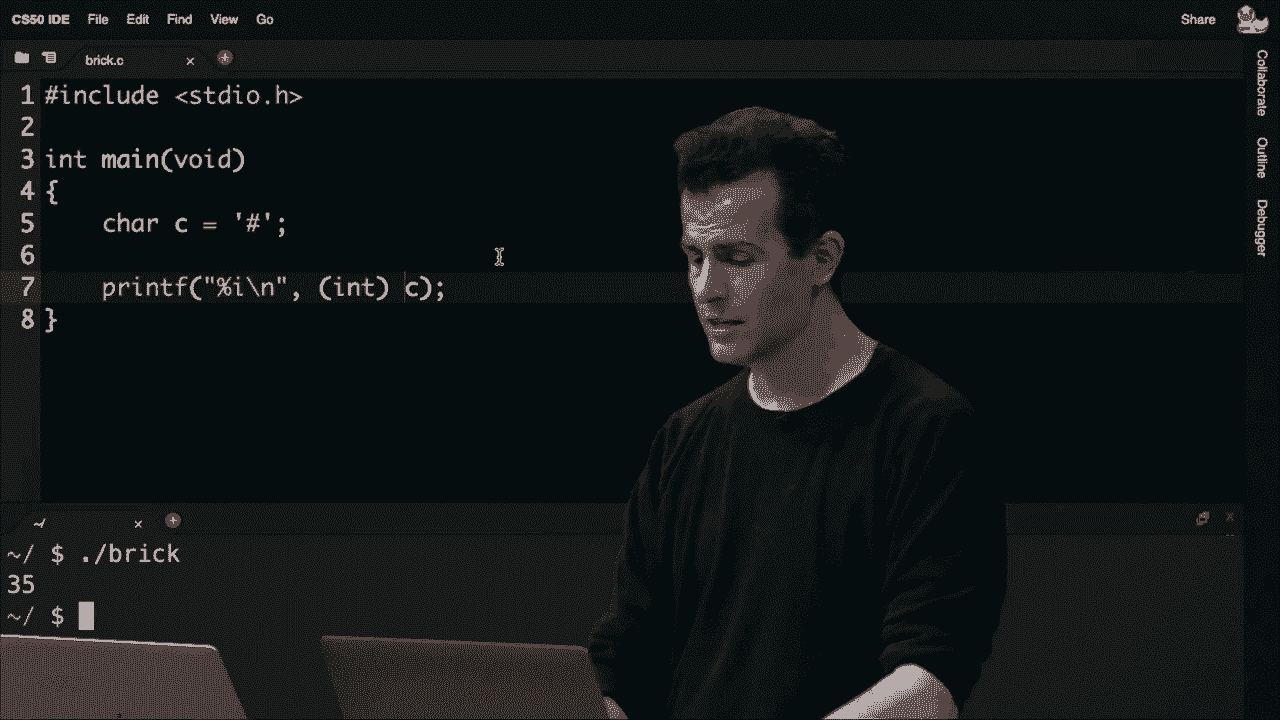 CS50 IDE File Edit Find View Go Share
brick.c
1 #include <stdio.h>
2
3 int main(void)
4 {
5     char c = '#';
6
7     printf("%i\n", (int) c);
8 }
Collaborate
Outline
Debugger
~/
~/ $ ./brick
35
~/ $